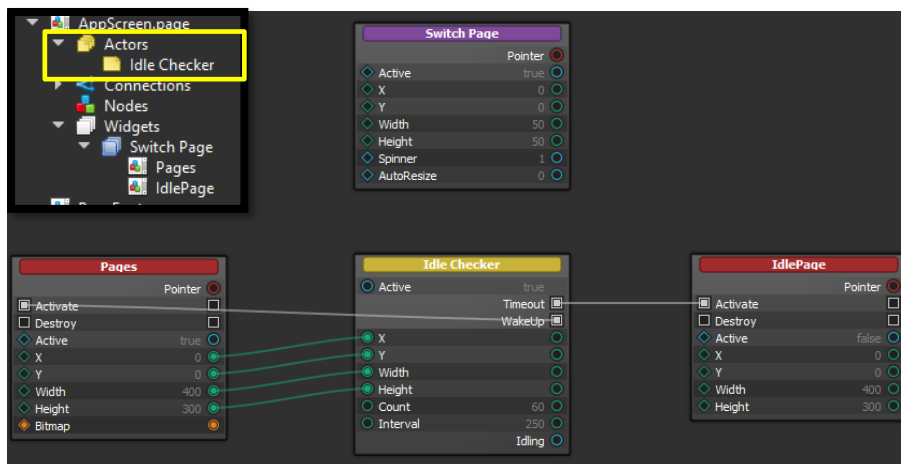 AppScreen.page
Actors
Idle Checker
Connections
Nodes
Widgets
Switch Page
Pages
IdlePage
Switch Page
Pointer
Active true
X 0
Y 0
Width 50
Height 50
Spinner 1
AutoResize 0
Pages
Pointer
Activate
Destroy
Active true
X 0
Y 0
Width 400
Height 300
Bitmap
Idle Checker
Active true
Timeout
WakeUp
X
Y
Width
Height
Count 60
Interval 250
Idling
IdlePage
Pointer
Activate
Destroy
Active false
X 0
Y 0
Width 400
Height 300